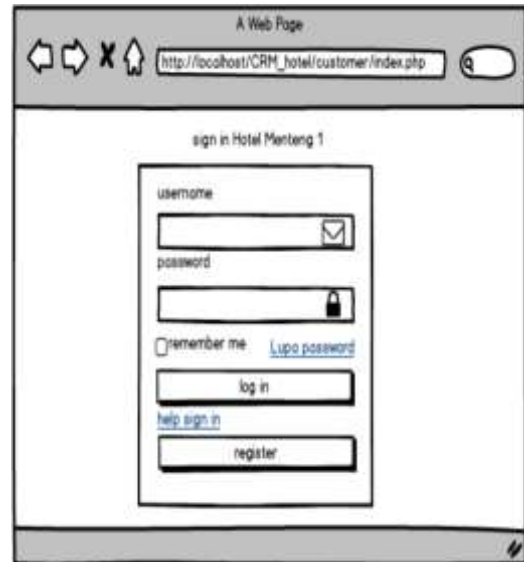 A Web Page
http://localhost/CRM_hotel/customer/index.php
sign in Hotel Menteng 1
username
password
remember me Lupa password
log in
help sign in
register